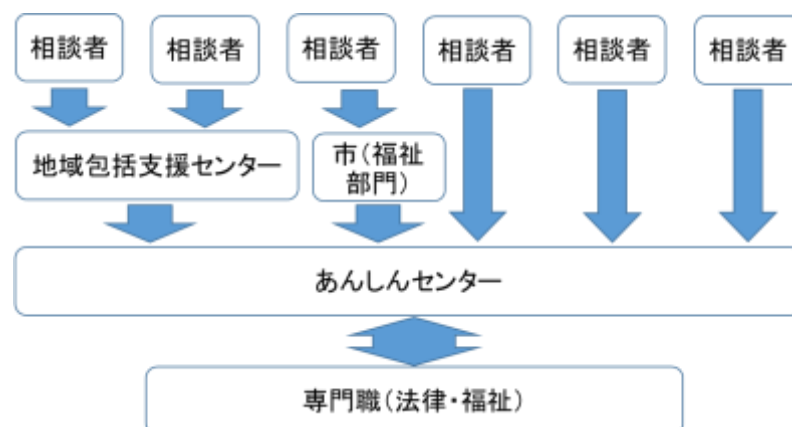 相談者
相談者
相談者
相談者
相談者
相談者
地域包括支援センター
市(福祉
部門)
あんしんセンター
専門職(法律・福祉)